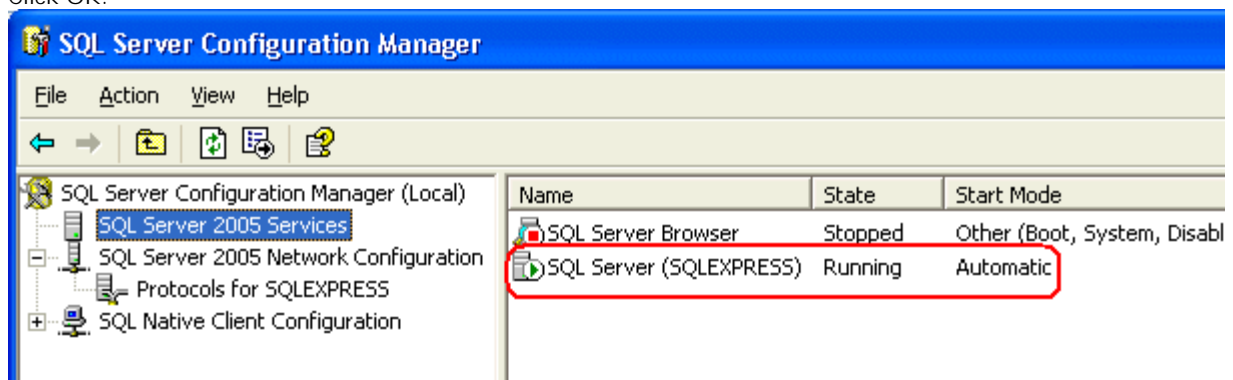 Click OK.
SQL Server Configuration Manager
File Action View Help
SQL Server Configuration Manager (Local)
SQL Server 2005 Services
SQL Server 2005 Network Configuration
Protocols for SQLEXPRESS
SQL Native Client Configuration
Name State Start Mode
SQL Server Browser Stopped Other (Boot, System, Disabl
SQL Server (SQLEXPRESS) Running Automatic